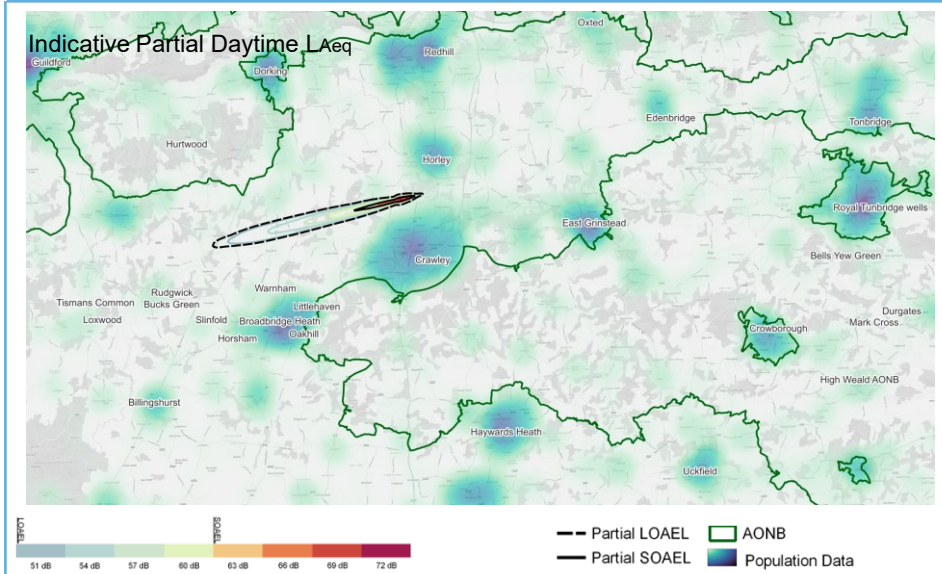 Indicative Partial Daytime LAeq
Oxted
Redhill
Guildford
Dorking
Edenbridge
Tonbridge
Hurtwood
Horley
Royal Tunbridge wells
East Grinstead
Crawley
Bells Yew Green
Warnham
Rudgwick
Tismans Common
Bucks Green
Littlehaven
Loxwood
Slinfold
Broadbridge Heath
Durgates
Mark Cross
Oakhill
Horsham
Crowborough
High Weald AONB
Billingshurst
Haywards Heath
Uckfield
LOAEL
SOAEL
51 dB 54 dB 57 dB 60 dB 63 dB 66 dB 69 dB 72 dB
Partial LOAEL
AONB
Partial SOAEL
Population Data